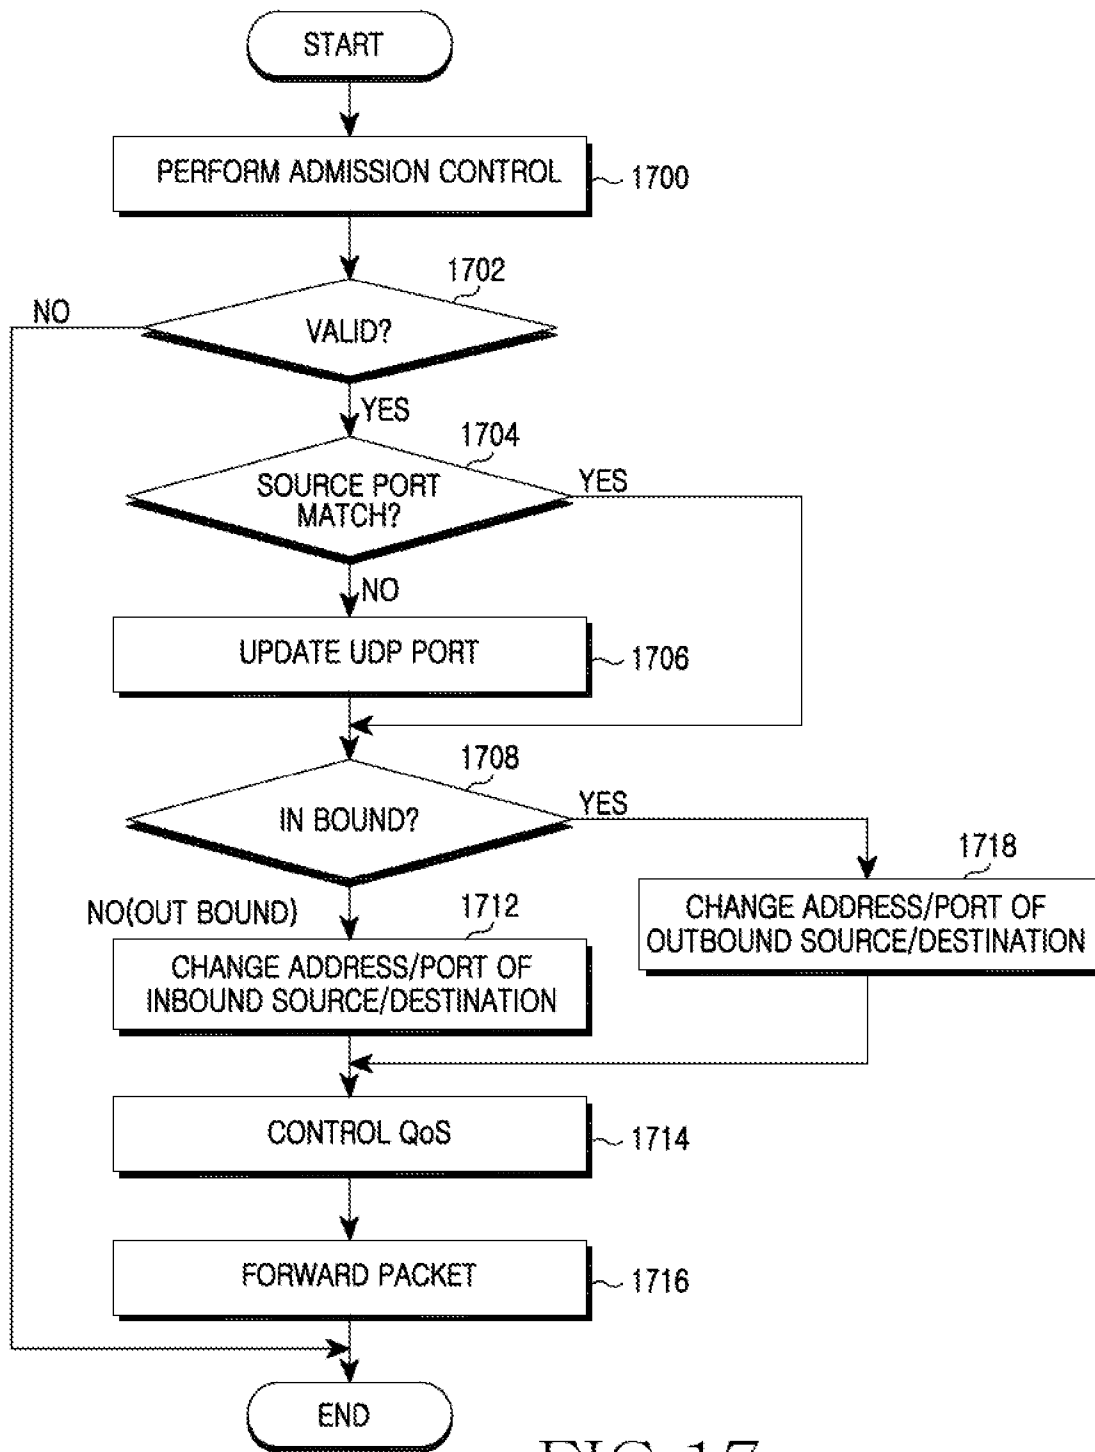 START
PERFORM ADMISSION CONTROL
1700
1702
NO
VALID?
YES
1704
SOURCE PORT
MATCH?
YES
NO
UPDATE UDP PORT
1706
1708
IN BOUND?
YES
1718
CHANGE ADDRESS/PORT OF
OUTBOUND SOURCE/DESTINATION
NO(OUT BOUND)
1712
CHANGE ADDRESS/PORT OF
INBOUND SOURCE/DESTINATION
CONTROL QoS
1714
FORWARD PACKET
1716
END
FIG.17